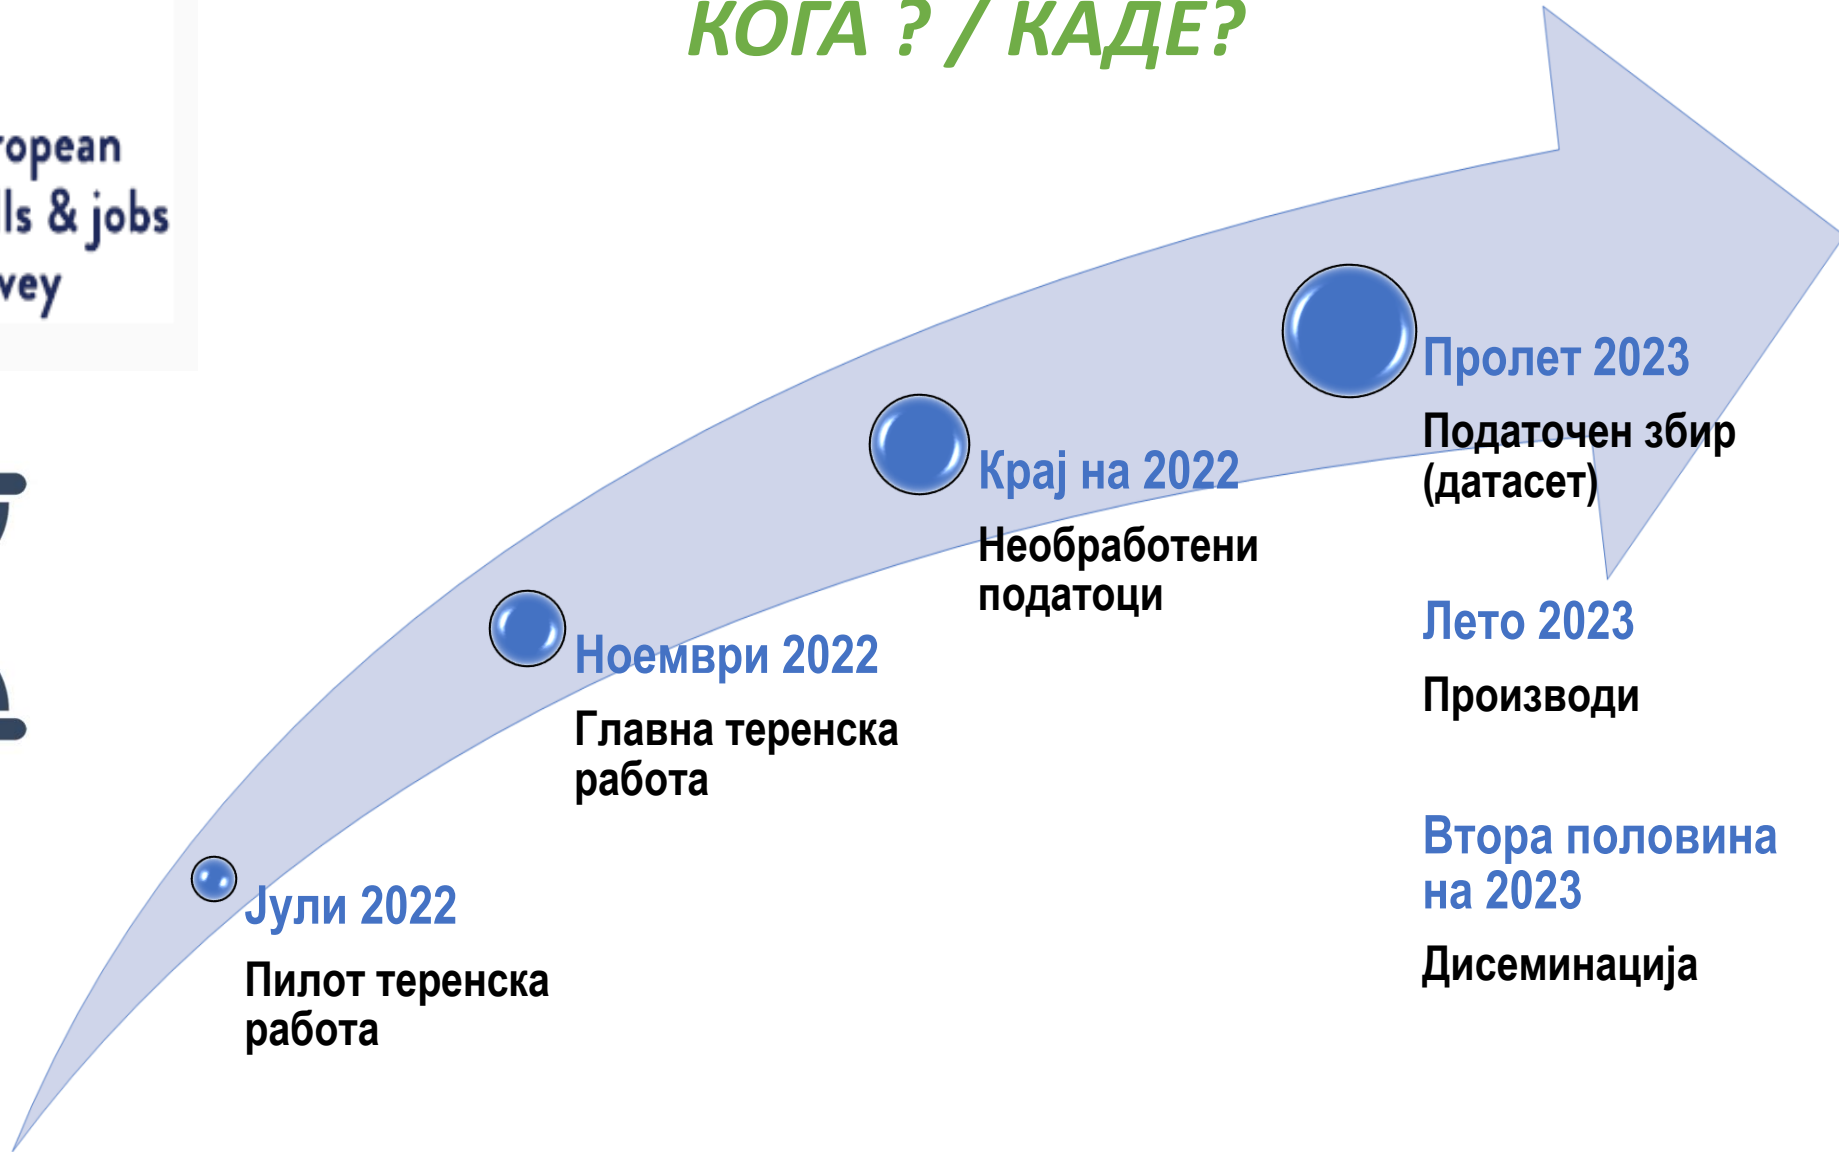 КОГА ? / КАДЕ?
ropean
lls & jobs
vey
Пролет 2023
Податочен збир
(датасет)
Крај на 2022
Необработени
податоци
Лето 2023
Производи
Ноември 2022
Главна теренска
работа
Втора половина
на 2023
Дисеминација
Јули 2022
Пилот теренска
работа